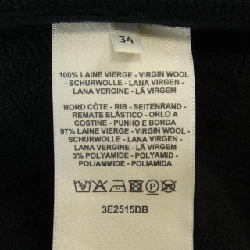 34
100% LAINE VIERGE - VIRGIN WOOL
- SCHURWOLLE - LANA VIRGEN -
LANA VERGINE - LÃ VIRGEM
BORD CÔTE - RIB - SEITENRAND -
REMATE ELÁSTICO - ORLO A
COSTINE - PUNHO E BORDA
97% LAINE VIERGE - VIRGIN WOOL
- SCHURWOLLE - LANA VIRGEN -
LANA VERGINE - LÃ VIRGEM
3% POLYAMIDE - POLYAMID -
POLIAMIDA - POLIAMMIDE
3E2515DB